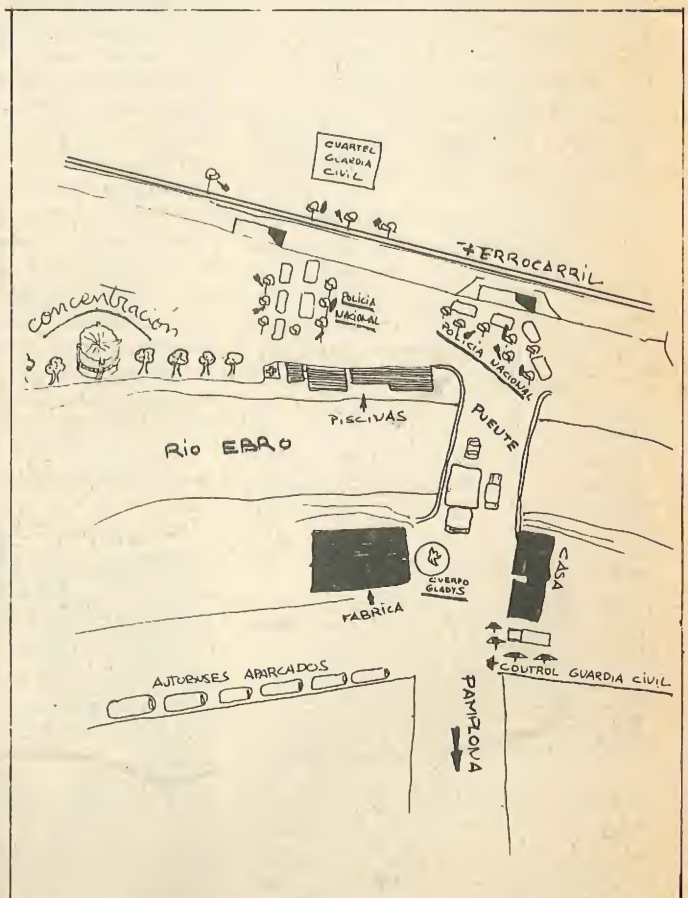 CUARTEL
GUARDIA
CIVIL
FERROCARRIL
concentración
POLICIA
NACIONAL
POLICIA NACIONAL
PISCINAS
PUENTE
RÍO EBRO
CASA
CUERPO
GLADYS
FABRICA
CONTROL GUARDIA CIVIL
AUTOBUSES APARCADOS
PAMPLONA